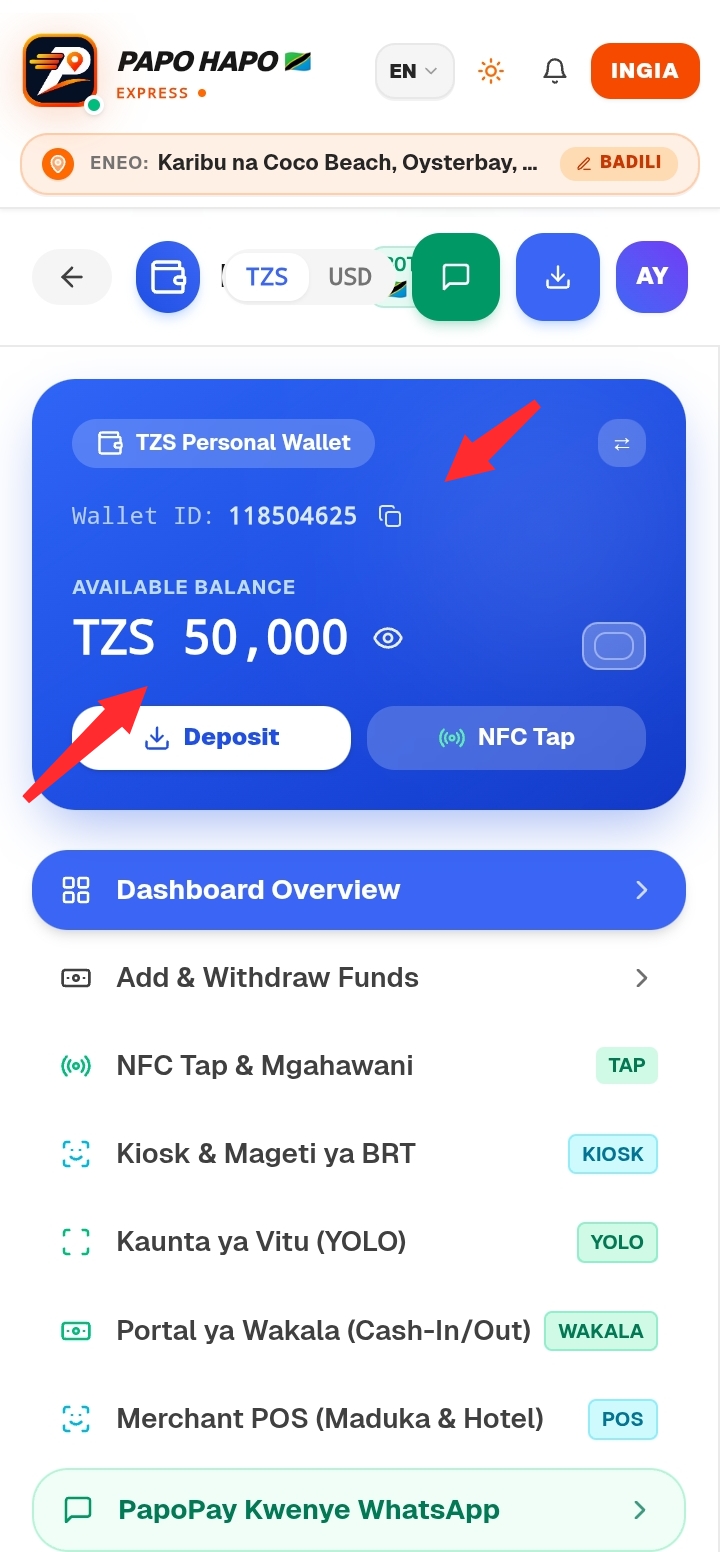 PAPO HAPO 🇹🇿
EXPRESS
EN
INGIA
ENEO: Karibu na Coco Beach, Oysterbay, ...
BADILI
TZS
USD
AY
TZS Personal Wallet
Wallet ID: 118504625
AVAILABLE BALANCE
TZS 50,000
Deposit
NFC Tap
Dashboard Overview
Add & Withdraw Funds
NFC Tap & Mgahawani
TAP
Kiosk & Mageti ya BRT
KIOSK
Kaunta ya Vitu (YOLO)
YOLO
Portal ya Wakala (Cash-In/Out)
WAKALA
Merchant POS (Maduka & Hotel)
POS
PapoPay Kwenye WhatsApp